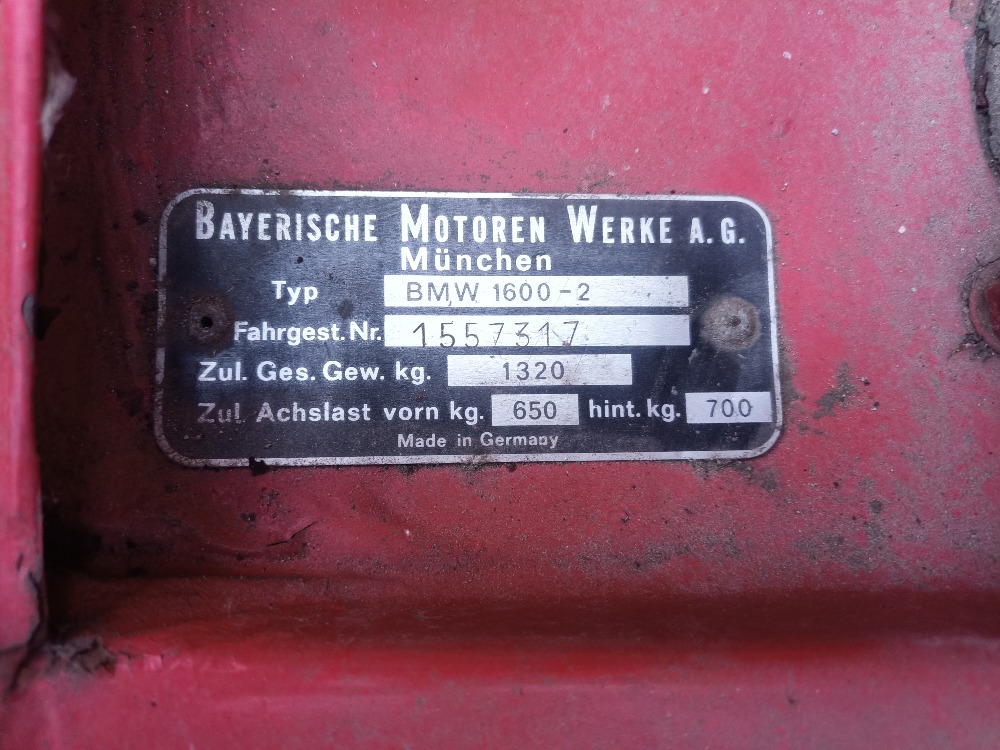 BAYERISCHE MOTOREN WERKE A.G.
München
Typ BMW 1600-2
Fahrgest.Nr. 1557317
Zul. Ges. Gew. kg. 1320
Zul. Achslast vorn kg. 650 hint. kg. 700
Made in Germany